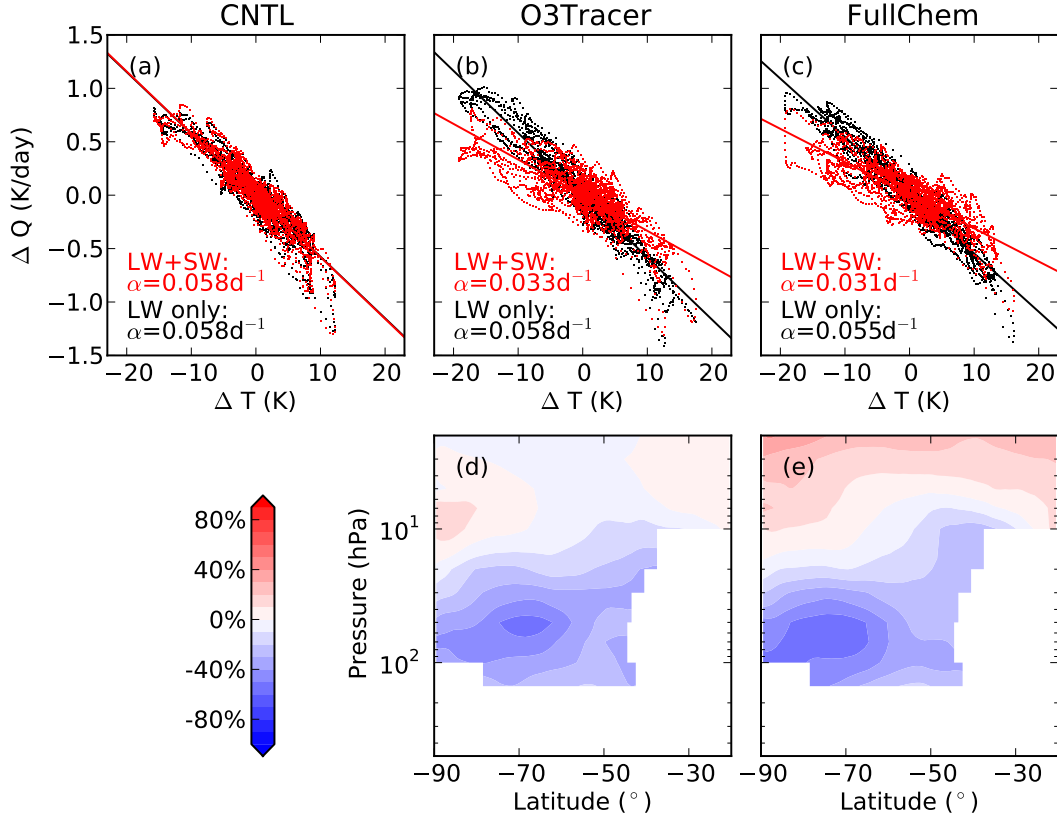 CNTL
O3Tracer
FullChem
Δ Q (K/day)
1.5
1.0
0.5
0.0
−0.5
−1.0
−1.5
(a)
LW+SW:
α=0.058d⁻¹
LW only:
α=0.058d⁻¹
−20 −10 0 10 20
Δ T (K)
(b)
LW+SW:
α=0.033d⁻¹
LW only:
α=0.058d⁻¹
−20 −10 0 10 20
Δ T (K)
(c)
LW+SW:
α=0.031d⁻¹
LW only:
α=0.055d⁻¹
−20 −10 0 10 20
Δ T (K)
80%
40%
0%
-40%
-80%
Pressure (hPa)
10¹
10²
(d)
−90 −70 −50 −30
Latitude (°)
(e)
−90 −70 −50 −30
Latitude (°)